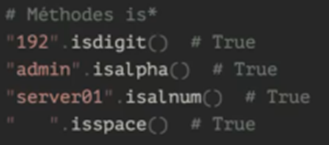 # Méthodes is*
"192".isdigit()  # True
"admin".isalpha()  # True
"server01".isalnum()  # True
"   ".isspace()  # True